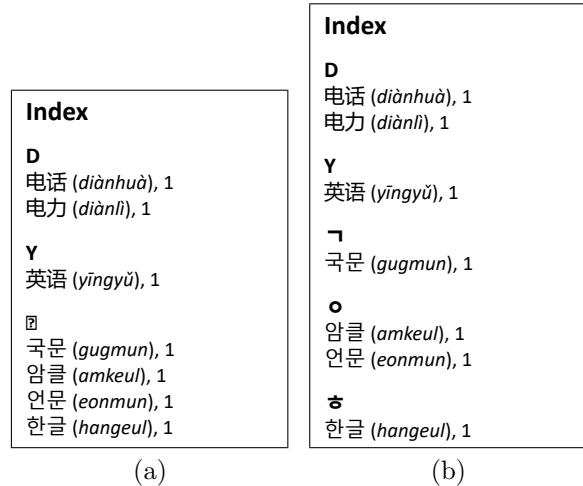 Index
D
电话 (diànhuà), 1
电力 (diànlì), 1
Y
英语 (yīngyǔ), 1
⍰
국문 (gugmun), 1
암클 (amkeul), 1
언문 (eonmun), 1
한글 (hangeul), 1
(a)
Index
D
电话 (diànhuà), 1
电力 (diànlì), 1
Y
英语 (yīngyǔ), 1
ㄱ
국문 (gugmun), 1
ㅇ
암클 (amkeul), 1
언문 (eonmun), 1
ㅎ
한글 (hangeul), 1
(b)